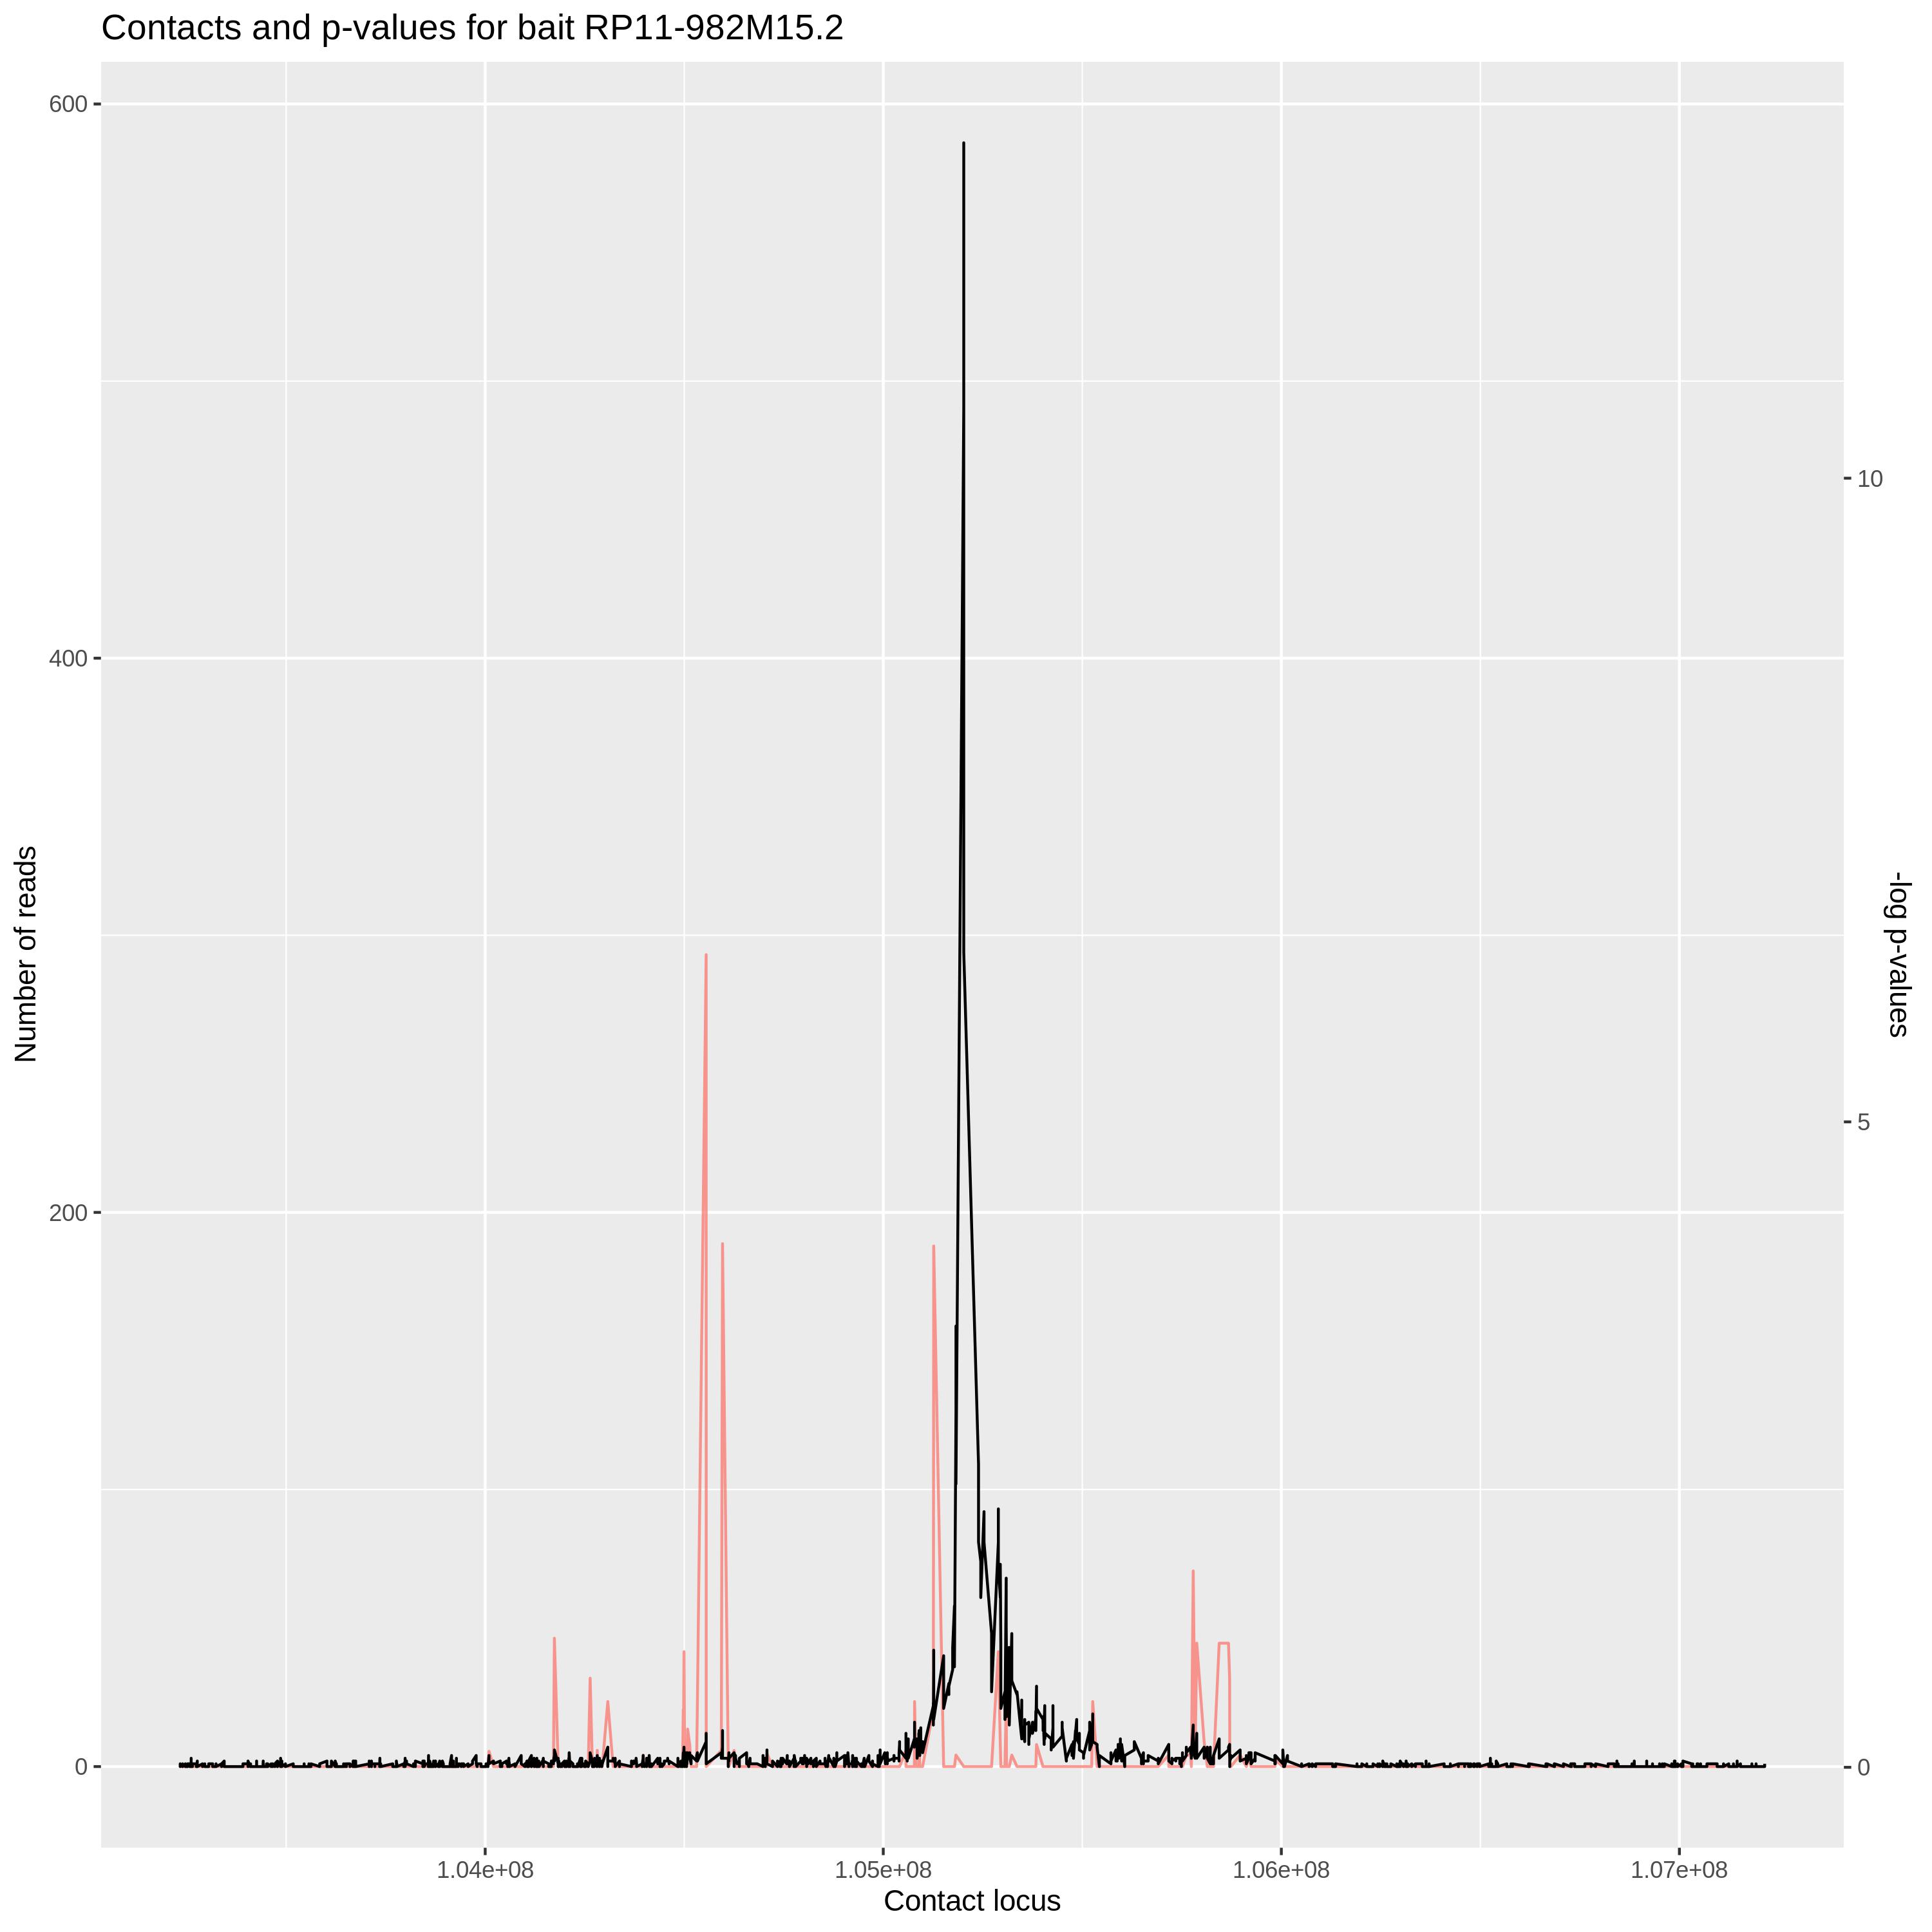 Contacts and p-values for bait RP11-982M15.2
600
400
200
0
Number of reads
10
5
0
-log p-values
1.04e+08
1.05e+08
1.06e+08
1.07e+08
Contact locus